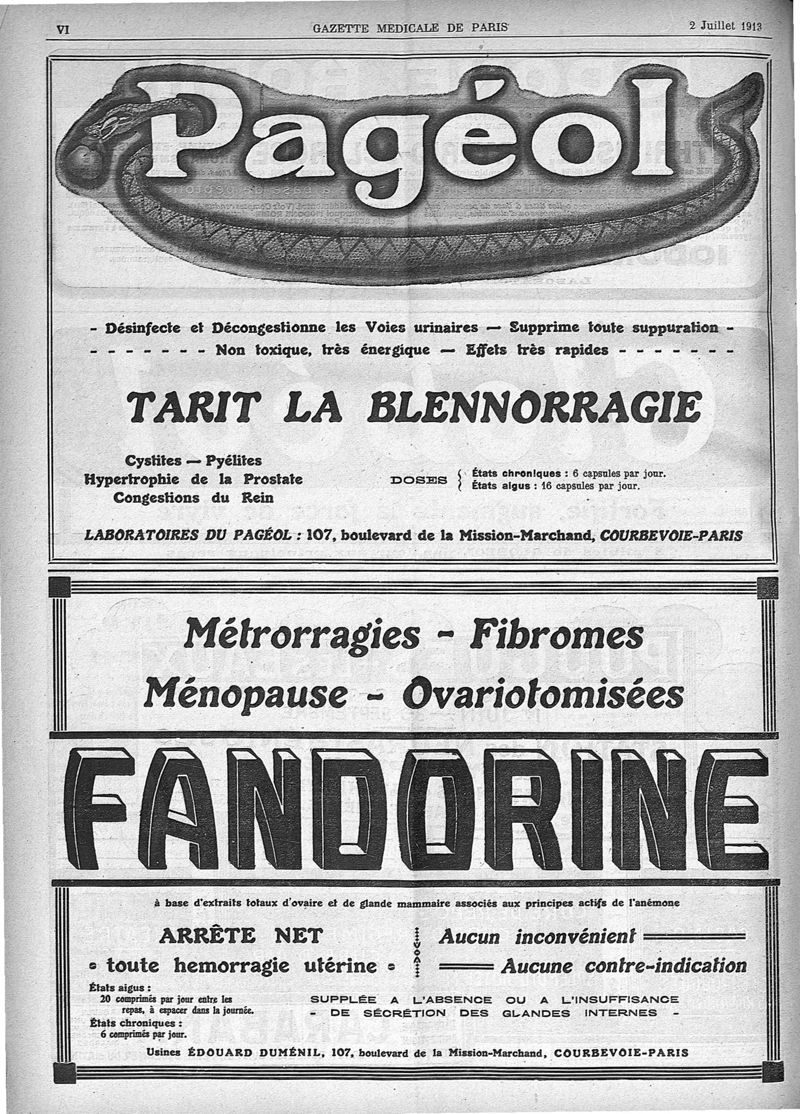 VI
GAZETTE MEDICALE DE PARIS
2 Juillet 1913
Pagéol
- Désinfecte et Décongestionne les Voies urinaires — Supprime toute suppuration -
- - - - - - - Non toxique, très énergique — Effets très rapides - - - - - - -
TARIT LA BLENNORRAGIE
Cystites — Pyélites
Hypertrophie de la Prostate
Congestions du Rein
DOSES
États chroniques : 6 capsules par jour.
États aigus : 16 capsules par jour.
LABORATOIRES DU PAGÉOL : 107, boulevard de la Mission-Marchand, COURBEVOIE-PARIS
Métrorragies - Fibromes
Ménopause - Ovariotomisées
FANDORINE
à base d'extraits totaux d'ovaire et de glande mammaire associés aux principes actifs de l'anémone
ARRÊTE NET
toute hemorragie utérine
Aucun inconvénient
Aucune contre-indication
États aigus :
20 comprimés par jour entre les
repas, à espacer dans la journée.
États chroniques :
6 comprimés par jour.
SUPPLÉE A L'ABSENCE OU A L'INSUFFISANCE
- DE SÉCRÉTION DES GLANDES INTERNES -
Usines ÉDOUARD DUMÉNIL, 107, boulevard de la Mission-Marchand, COURBEVOIE-PARIS